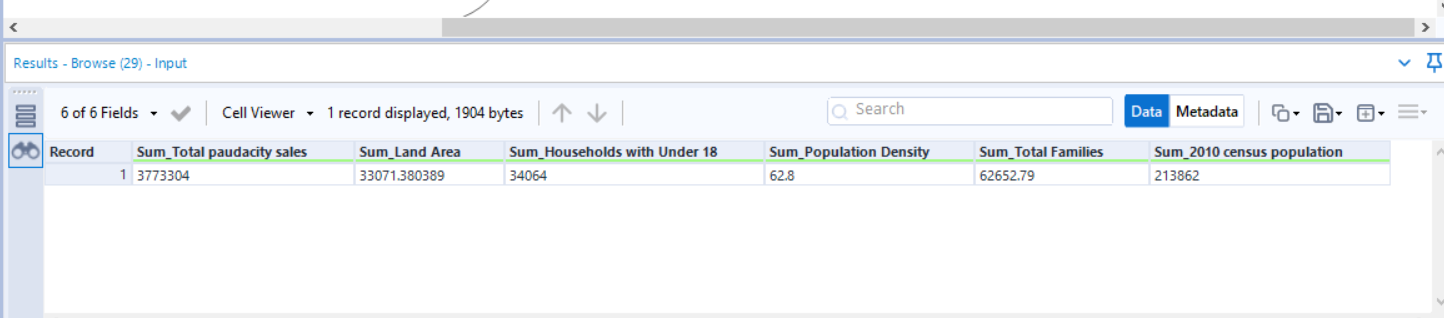 Results - Browse (29) - Input
6 of 6 Fields Cell Viewer 1 record displayed, 1904 bytes Search Data Metadata
Record Sum_Total paudacity sales Sum_Land Area Sum_Households with Under 18 Sum_Population Density Sum_Total Families Sum_2010 census population
1 3773304 33071.380389 34064 62.8 62652.79 213862